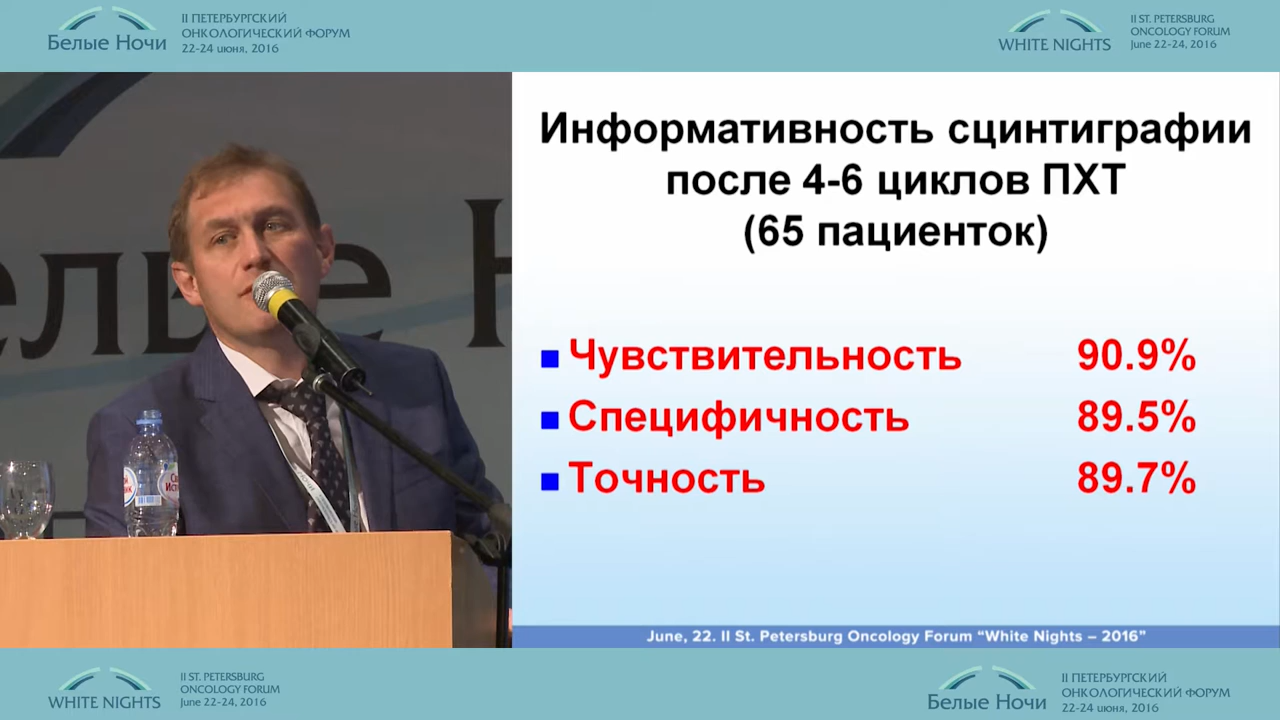 Белые Ночи
II ПЕТЕРБУРГСКИЙ
ОНКОЛОГИЧЕСКИЙ ФОРУМ
22-24 июня, 2016
WHITE NIGHTS
II ST. PETERSBURG
ONCOLOGY FORUM
June 22-24, 2016
Информативность сцинтиграфии
после 4-6 циклов ПХТ
(65 пациенток)
Чувствительность 90.9%
Специфичность 89.5%
Точность 89.7%
June, 22. II St. Petersburg Oncology Forum “White Nights – 2016”
WHITE NIGHTS
II ST. PETERSBURG
ONCOLOGY FORUM
June 22-24, 2016
Белые Ночи
II ПЕТЕРБУРГСКИЙ
ОНКОЛОГИЧЕСКИЙ ФОРУМ
22-24 июня, 2016